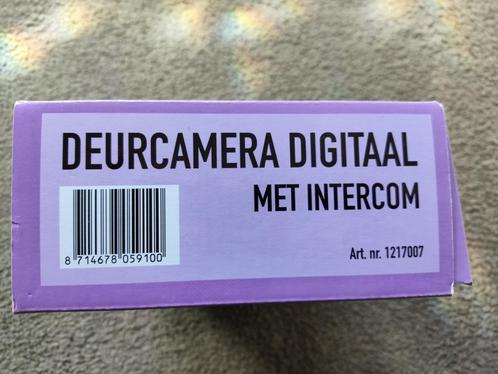 DEURCAMERA DIGITAAL
MET INTERCOM
8 714678 059100
Art. nr. 1217007